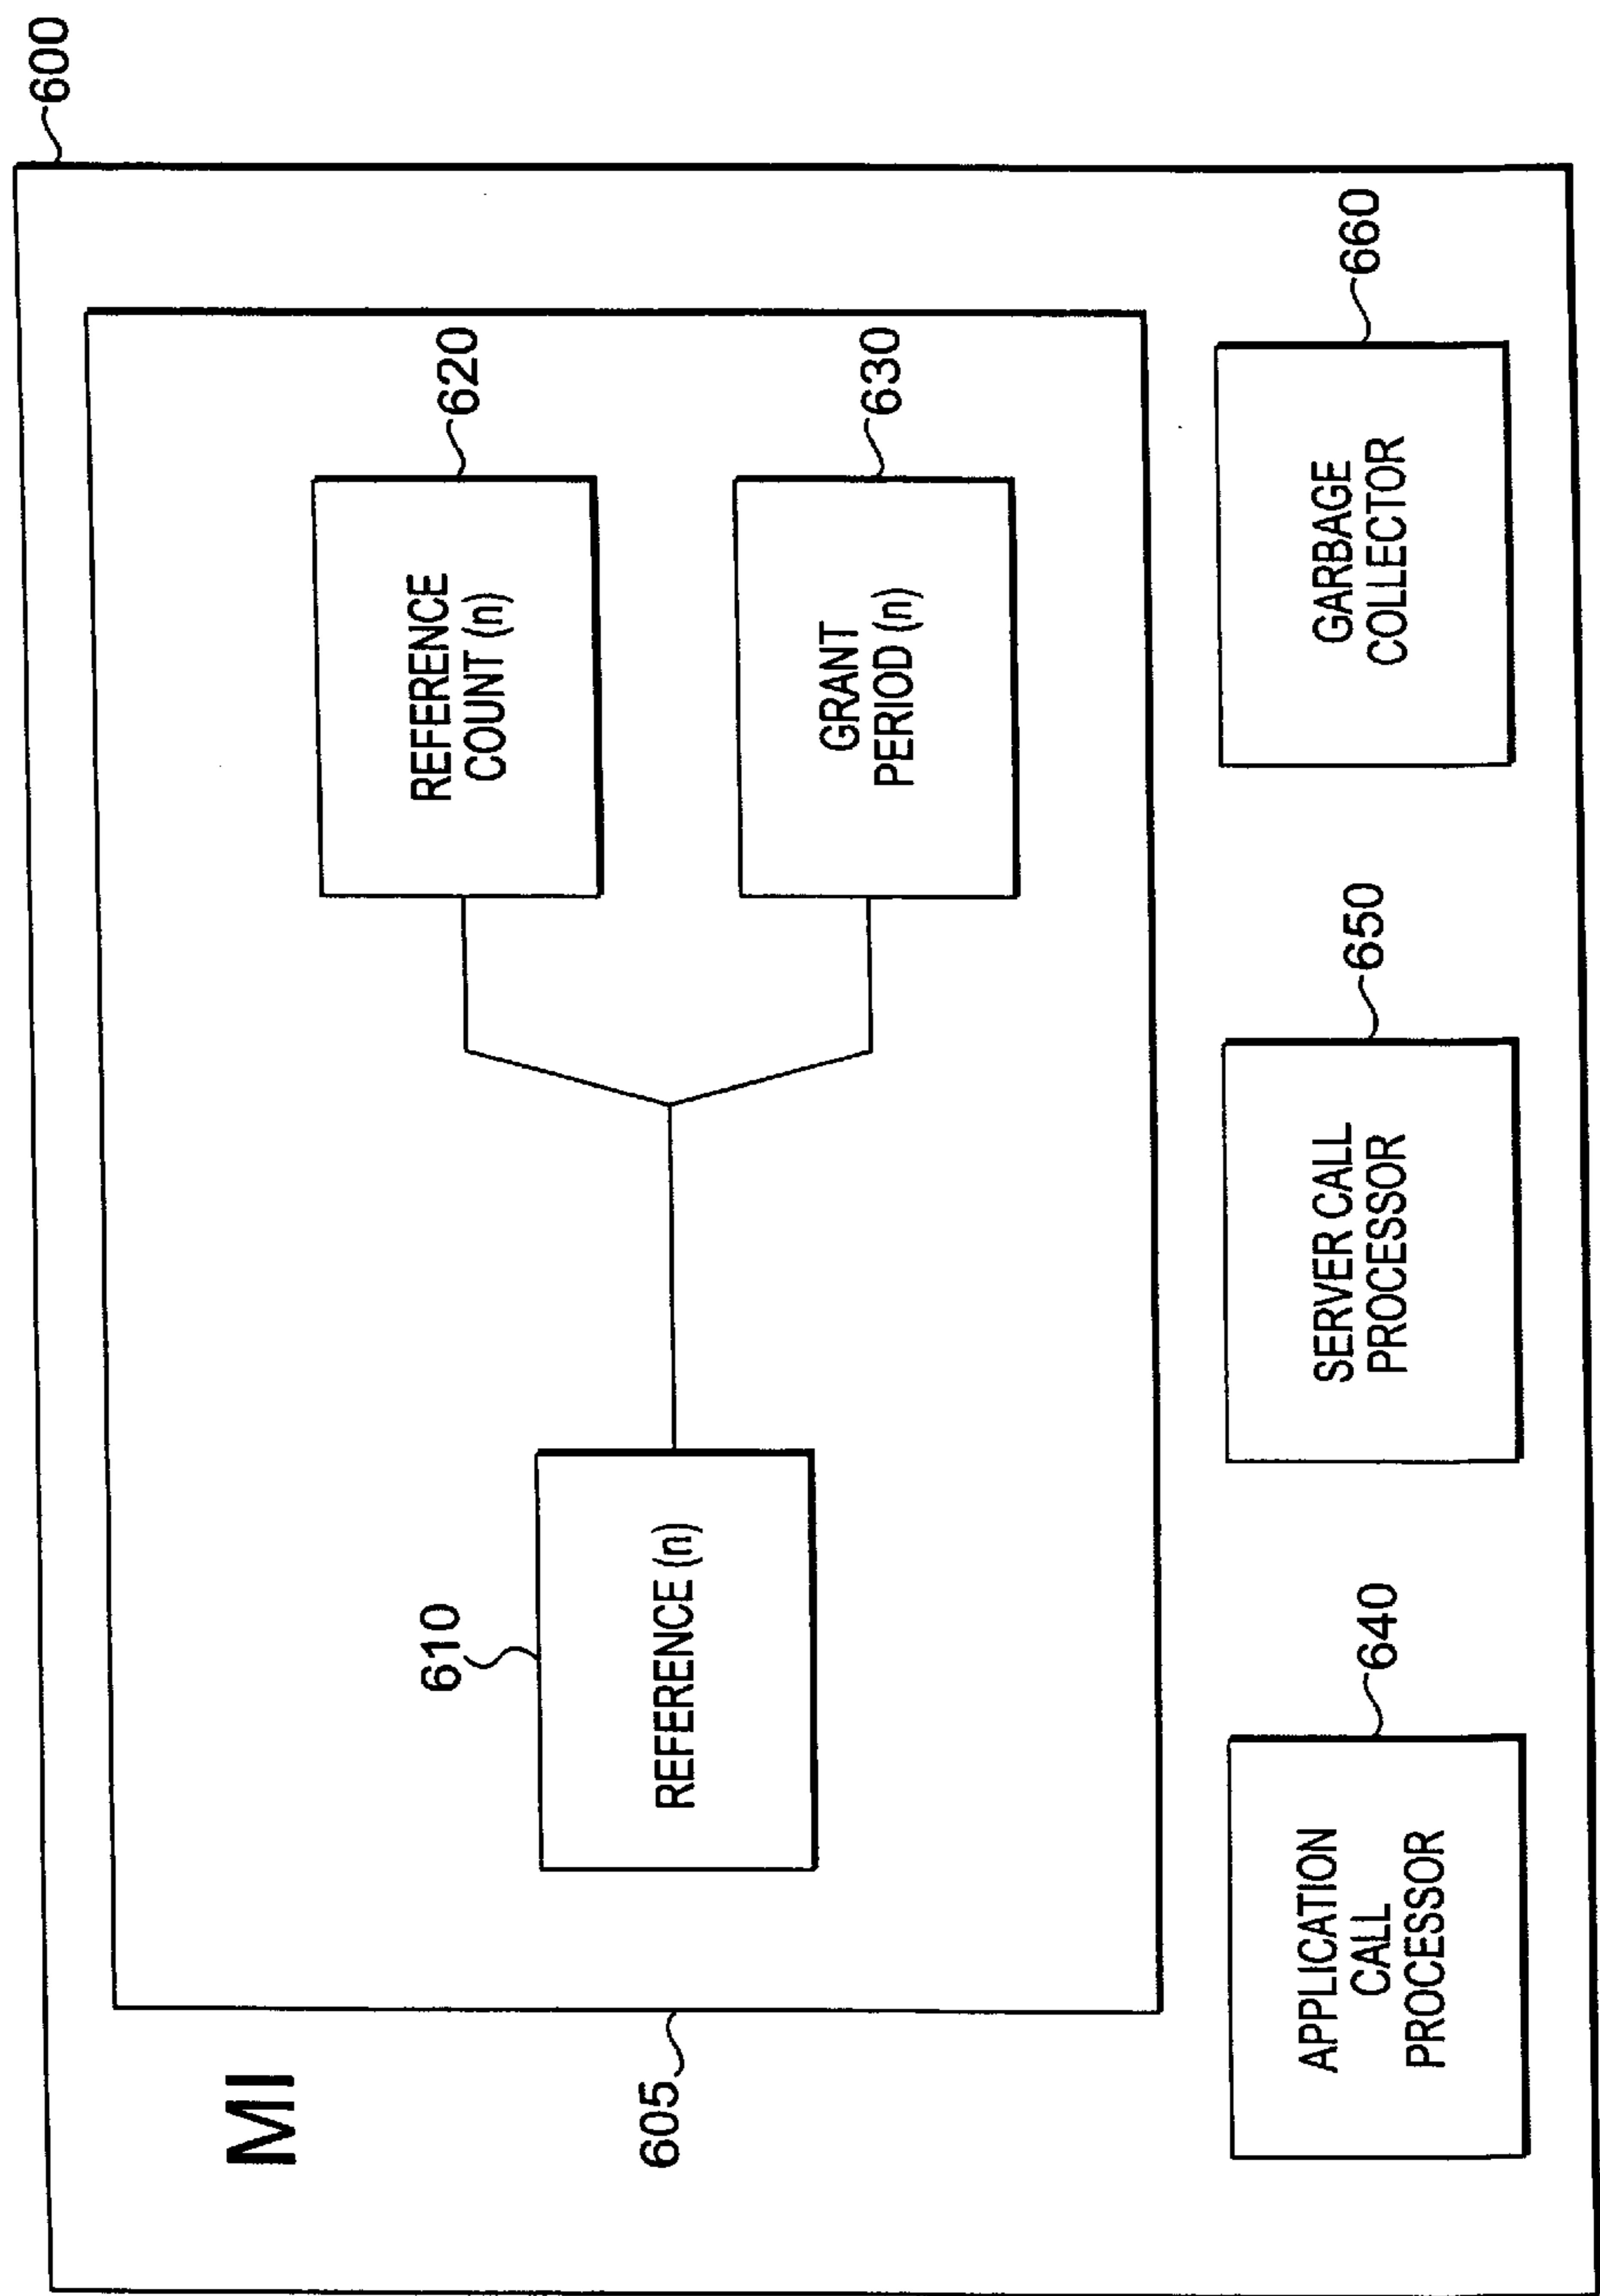 600
MI
605
610
REFERENCE (n)
REFERENCE
COUNT (n)
620
GRANT
PERIOD (n)
630
APPLICATION
CALL
PROCESSOR
640
SERVER CALL
PROCESSOR
650
GARBAGE
COLLECTOR
660